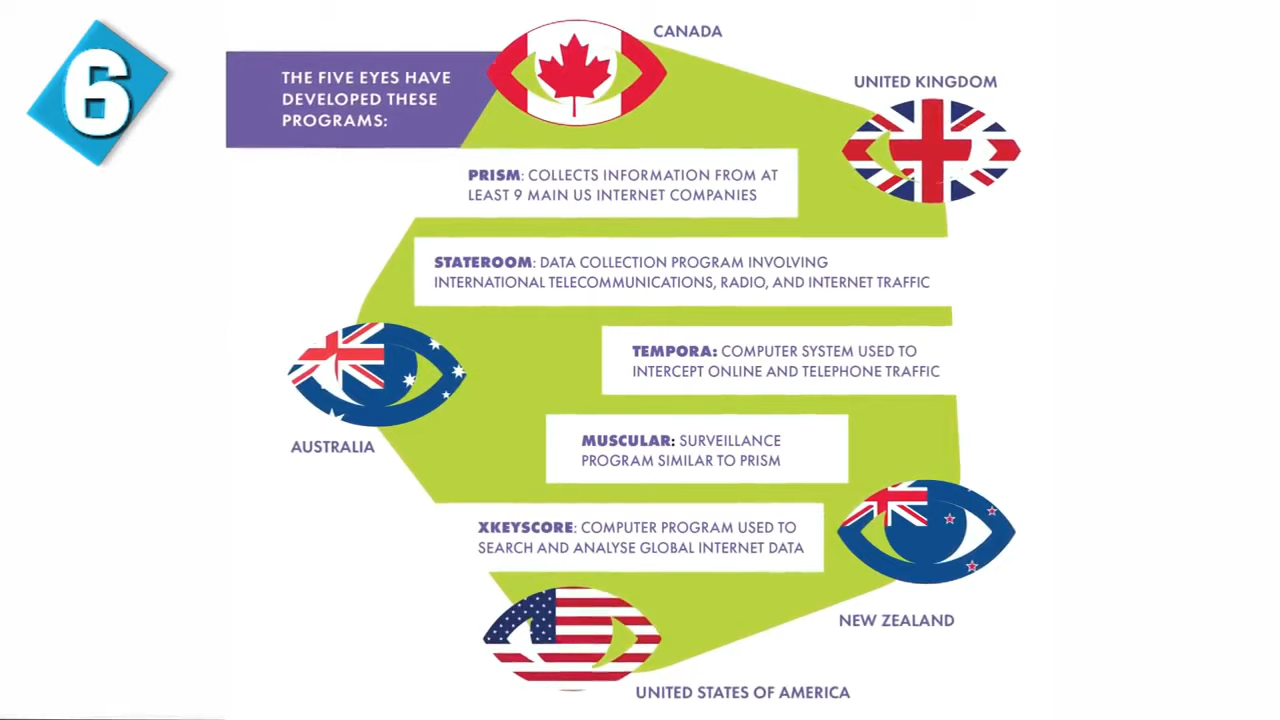 6
CANADA
THE FIVE EYES HAVE
DEVELOPED THESE
PROGRAMS:
UNITED KINGDOM
PRISM: COLLECTS INFORMATION FROM AT
LEAST 9 MAIN US INTERNET COMPANIES
STATEROOM: DATA COLLECTION PROGRAM INVOLVING
INTERNATIONAL TELECOMMUNICATIONS, RADIO, AND INTERNET TRAFFIC
TEMPORA: COMPUTER SYSTEM USED TO
INTERCEPT ONLINE AND TELEPHONE TRAFFIC
AUSTRALIA
MUSCULAR: SURVEILLANCE
PROGRAM SIMILAR TO PRISM
XKEYSCORE: COMPUTER PROGRAM USED TO
SEARCH AND ANALYSE GLOBAL INTERNET DATA
NEW ZEALAND
UNITED STATES OF AMERICA